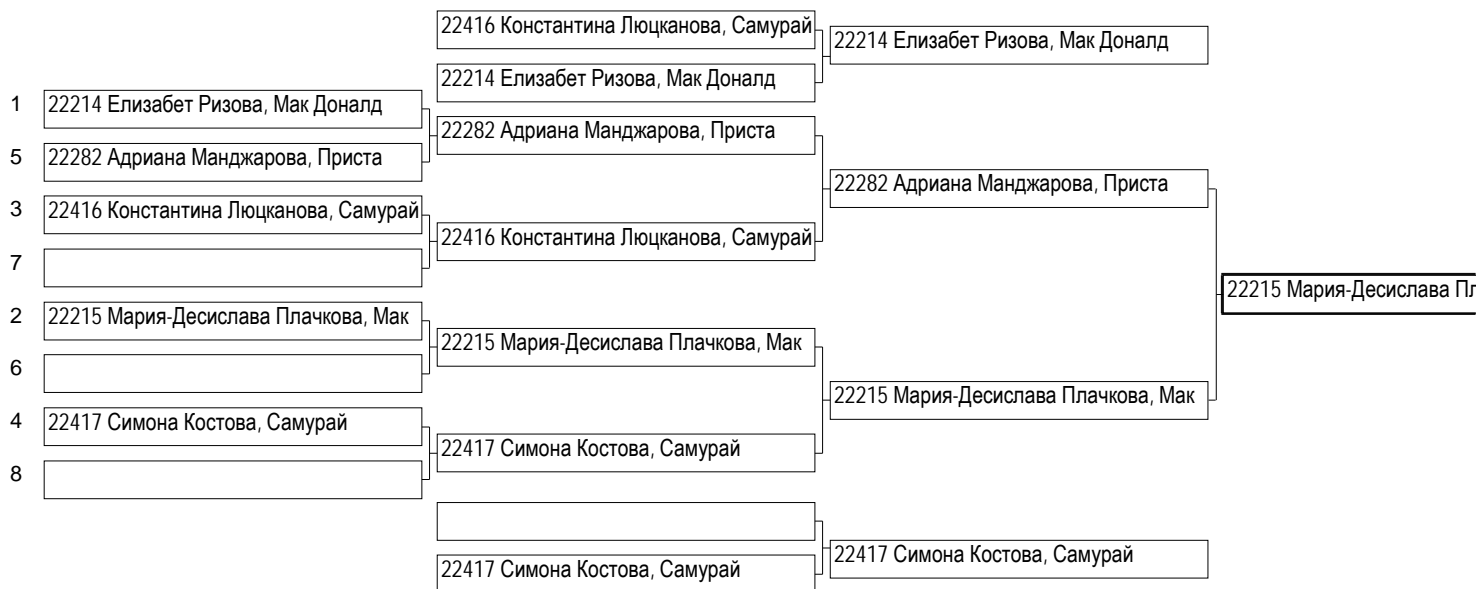 22416 Константина Люцканова, Самурай
22214 Елизабет Ризова, Мак Доналд
22214 Елизабет Ризова, Мак Доналд
1 22214 Елизабет Ризова, Мак Доналд
22282 Адриана Манджарова, Приста
5 22282 Адриана Манджарова, Приста
22282 Адриана Манджарова, Приста
3 22416 Константина Люцканова, Самурай
22416 Константина Люцканова, Самурай
7
22215 Мария-Десислава Пл
2 22215 Мария-Десислава Плачкова, Мак
22215 Мария-Десислава Плачкова, Мак
6
22215 Мария-Десислава Плачкова, Мак
4 22417 Симона Костова, Самурай
22417 Симона Костова, Самурай
8
22417 Симона Костова, Самурай
22417 Симона Костова, Самурай